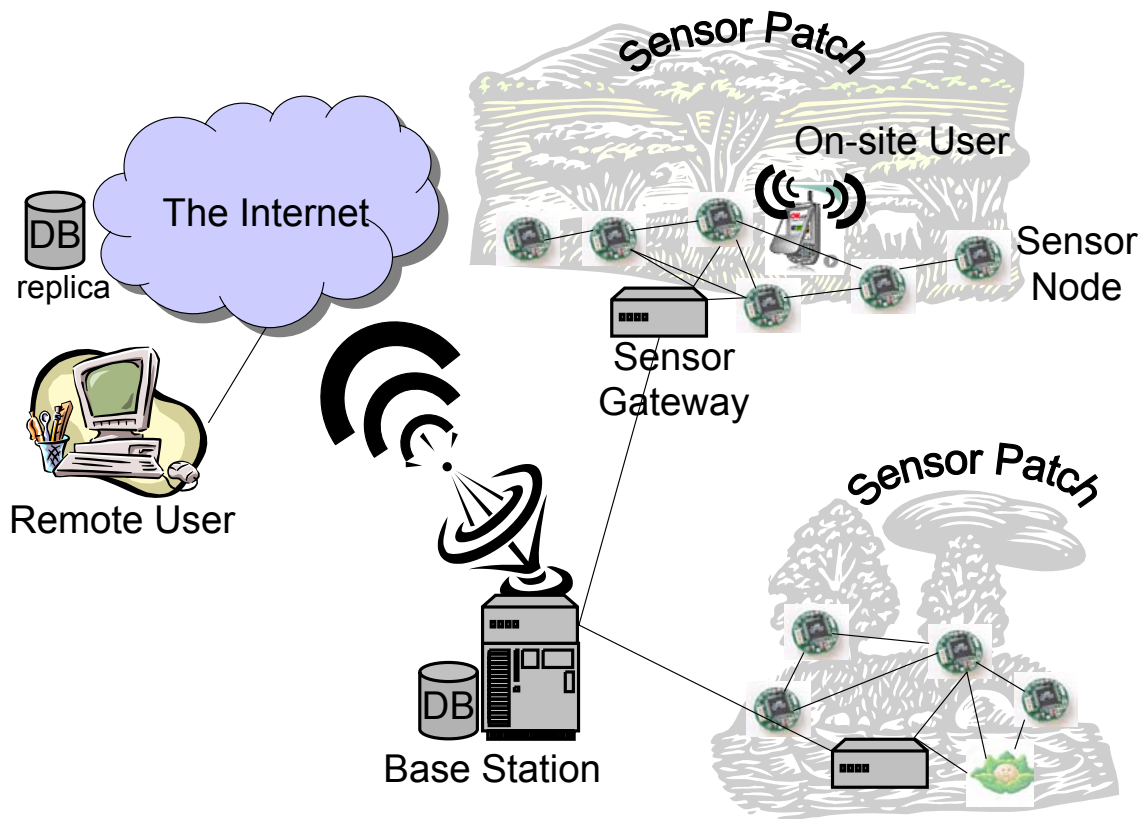 Sensor Patch
On-site User
The Internet
DB
replica
Sensor
Node
Sensor
Gateway
Remote User
Sensor Patch
DB
Base Station